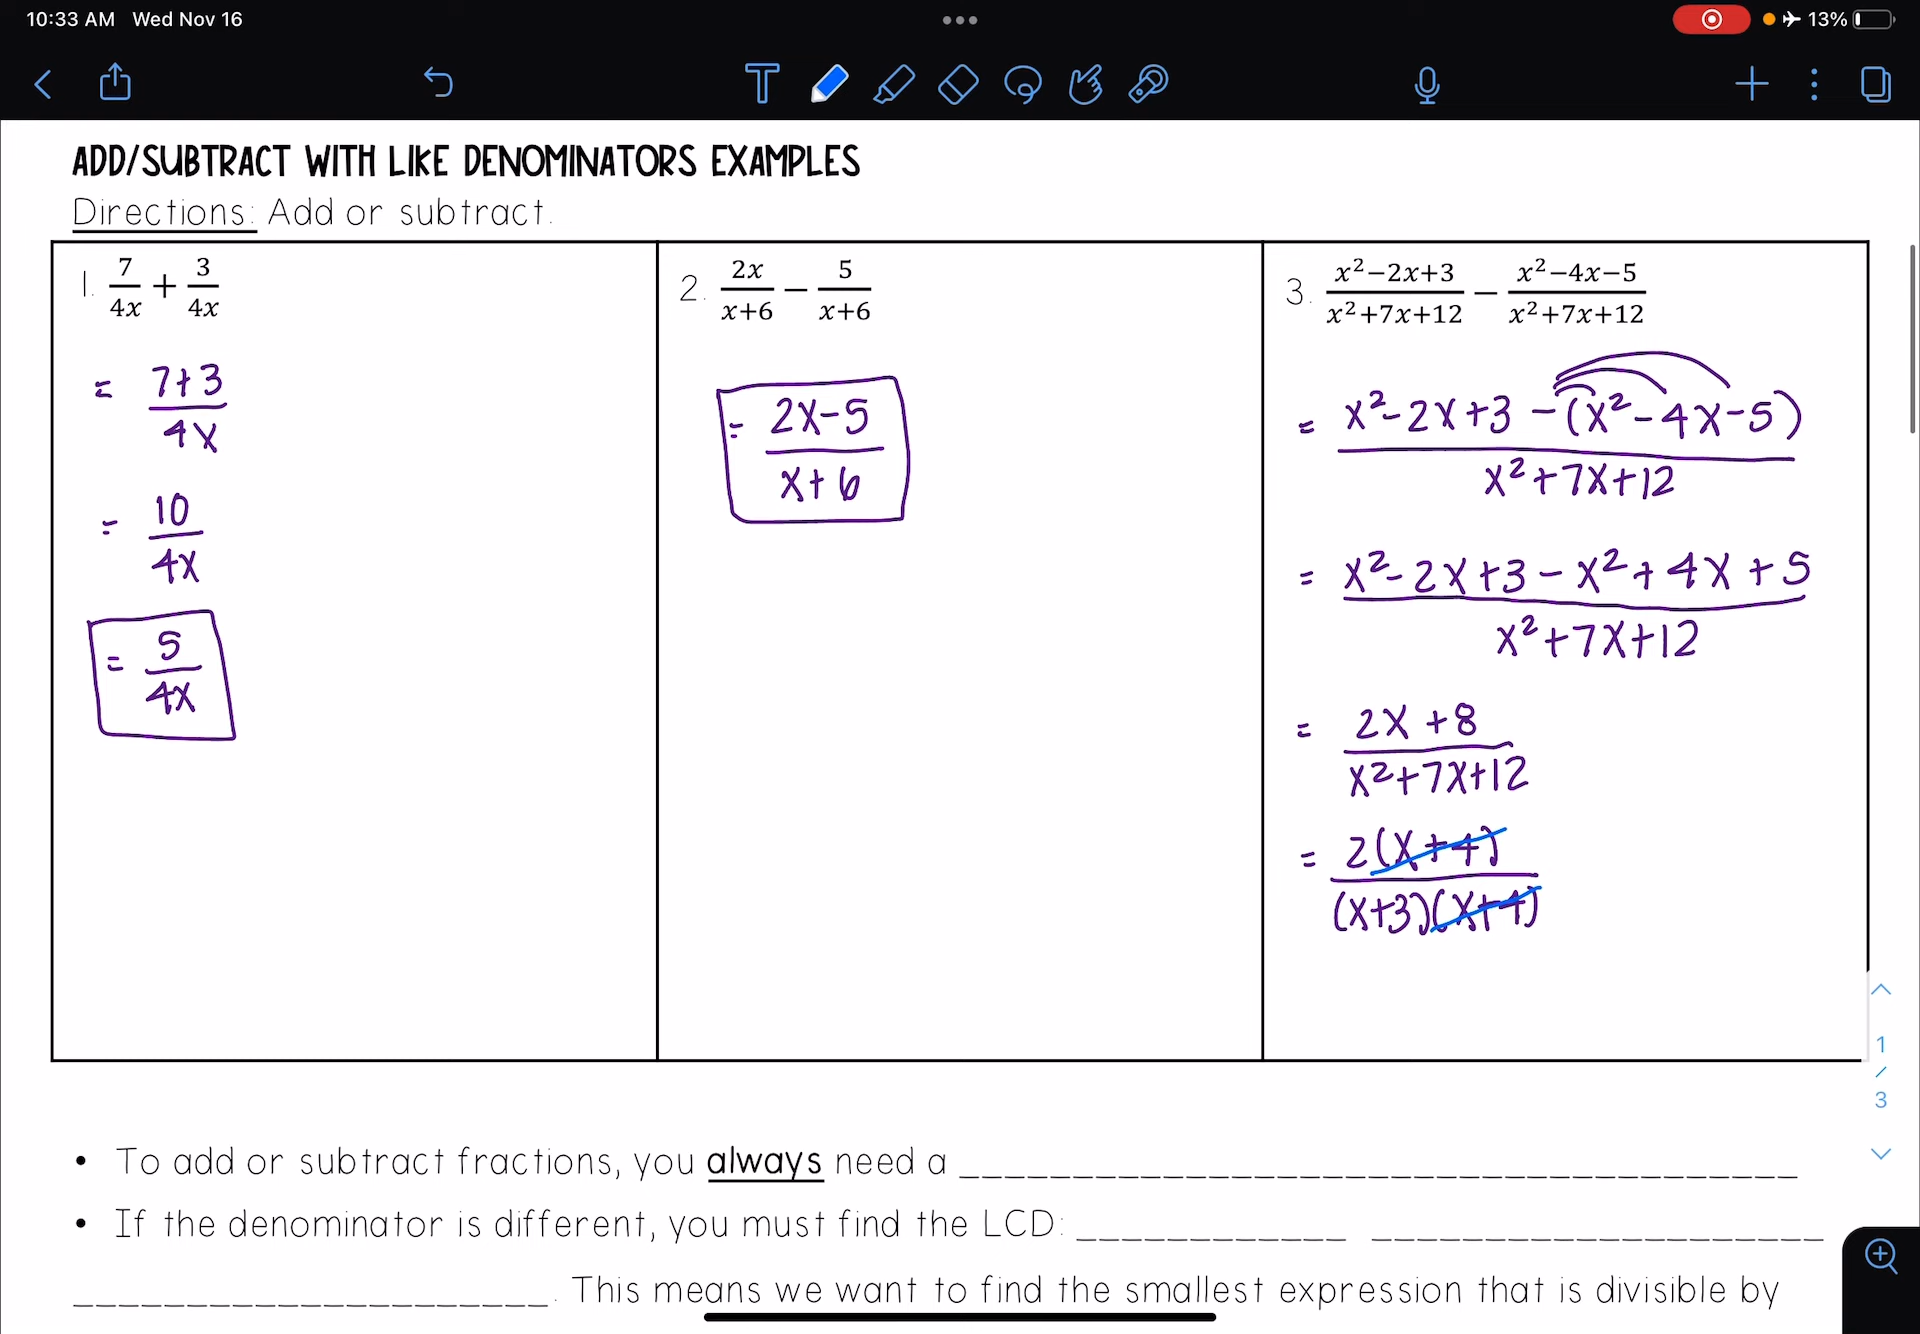 10:33 AM Wed Nov 16
13%
ADD/SUBTRACT WITH LIKE DENOMINATORS EXAMPLES
Directions: Add or subtract.
1. 7/4x + 3/4x
= 7+3/4x
= 10/4x
= 5/4x
2. 2x/x+6 − 5/x+6
= 2x-5/x+6
3. x²−2x+3/x²+7x+12 − x²−4x−5/x²+7x+12
= x²-2x+3 -(x²-4x-5)/x²+7x+12
= x²-2x+3-x²+4x+5/x²+7x+12
= 2x+8/x²+7x+12
= 2(x+4)/(x+3)(x+4)
1
/
3
• To add or subtract fractions, you always need a ____________________
• If the denominator is different, you must find the LCD: ____________ ____________________
____________________. This means we want to find the smallest expression that is divisible by